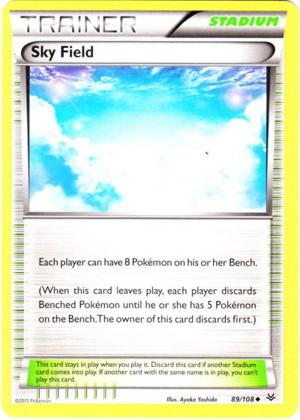 TRAINER
STADIUM
Sky Field
Each player can have 8 Pokémon on his or her Bench.
(When this card leaves play, each player discards
Benched Pokémon until he or she has 5 Pokémon
on the Bench. The owner of this card discards first.)
This card stays in play when you play it. Discard this card if another Stadium
card comes into play. If another card with the same name is in play, you can't
play this card.
©2015 Pokémon
Illus. Ayaka Yoshida
89/108